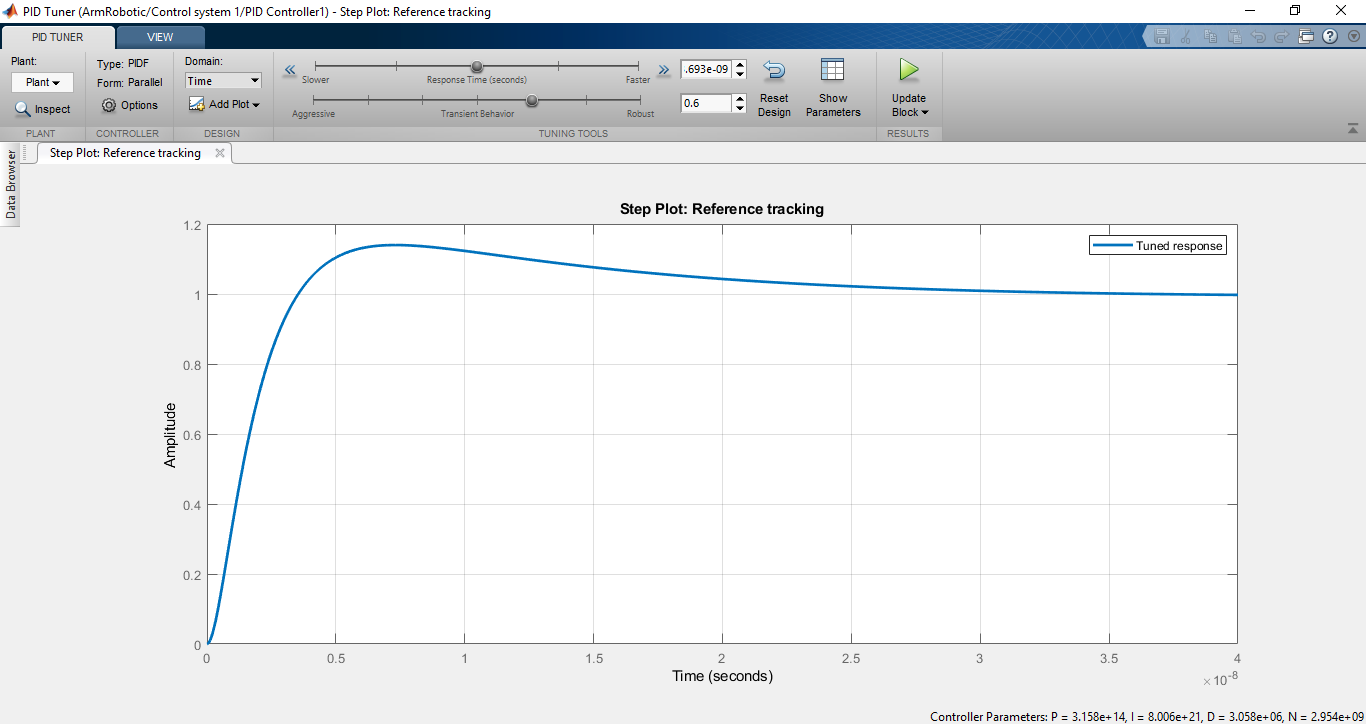 PID Tuner (ArmRobotic/Control system 1/PID Controller1) - Step Plot: Reference tracking
PID TUNER
VIEW
Plant:
Plant
Inspect
PLANT
Type: PIDF
Form: Parallel
Options
CONTROLLER
Domain:
Time
Add Plot
DESIGN
Slower
Response Time (seconds)
Faster
.693e-09
Aggressive
Transient Behavior
Robust
0.6
Reset
Design
Show
Parameters
TUNING TOOLS
Update
Block
RESULTS
Data Browser
Step Plot: Reference tracking
Step Plot: Reference tracking
Tuned response
Amplitude
1.2
1
0.8
0.6
0.4
0.2
0
0 0.5 1 1.5 2 2.5 3 3.5 4
Time (seconds)
×10-8
Controller Parameters: P = 3.158e+14, I = 8.006e+21, D = 3.058e+06, N = 2.954e+09